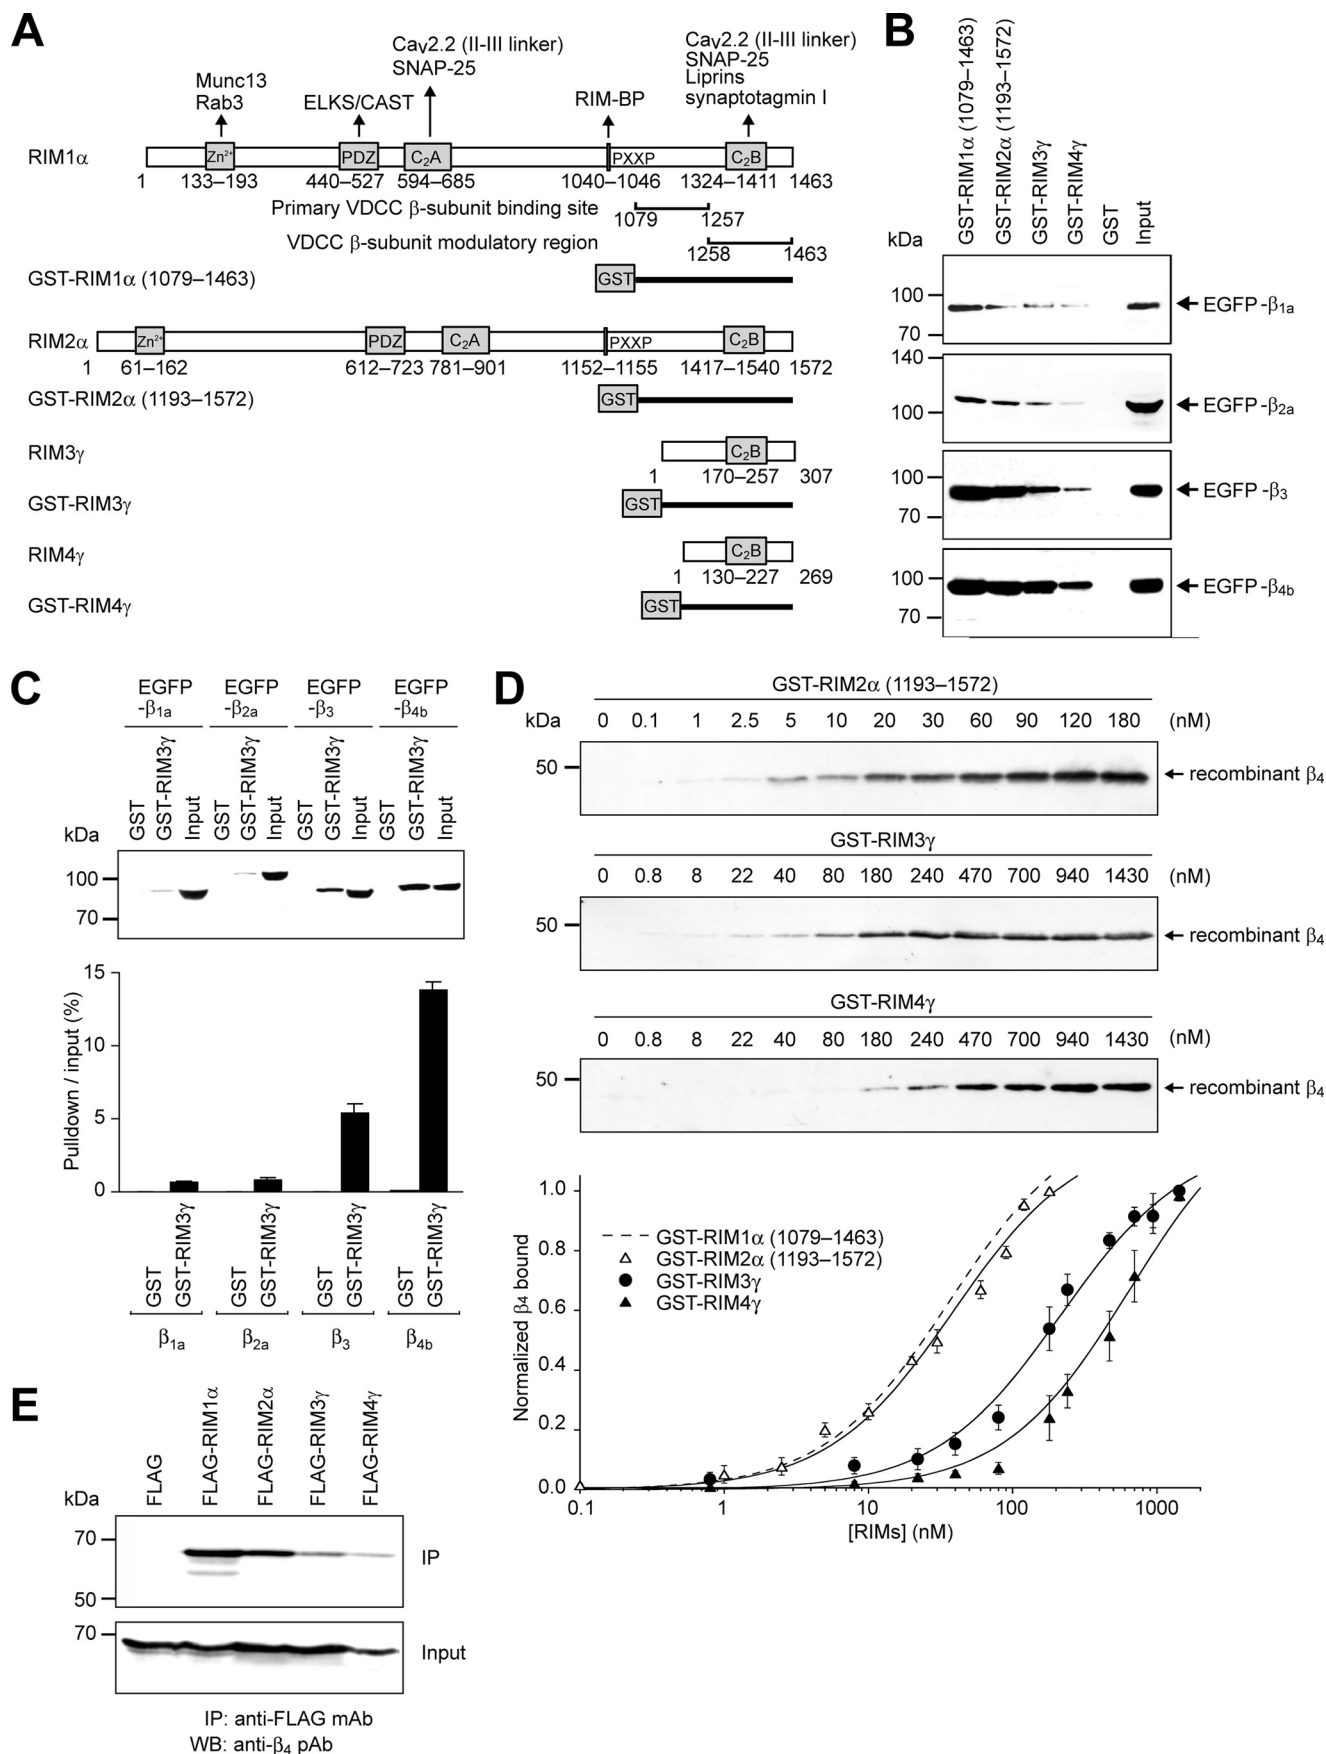 A
Cav2.2 (II-III linker)
SNAP-25
Cav2.2 (II-III linker)
SNAP-25
Liprins
synaptotagmin I
Munc13
Rab3
ELKS/CAST
RIM-BP
RIM1α
Zn2+
PDZ
C2A
PXXP
C2B
1 133–193 440–527 594–685 1040–1046 1324–1411 1463
Primary VDCC β-subunit binding site
1079 1257
VDCC β-subunit modulatory region
1258 1463
GST-RIM1α (1079–1463)
GST
RIM2α
Zn2+
PDZ
C2A
PXXP
C2B
1 61–162 612–723 781–901 1152–1155 1417–1540 1572
GST-RIM2α (1193–1572)
GST
RIM3γ
C2B
1 170–257 307
GST-RIM3γ
GST
RIM4γ
C2B
1 130–227 269
GST-RIM4γ
GST
B
GST-RIM1α (1079–1463)
GST-RIM2α (1193–1572)
GST-RIM3γ
GST-RIM4γ
GST
Input
kDa
100
70
EGFP-β1a
140
100
EGFP-β2a
100
70
EGFP-β3
100
70
EGFP-β4b
C
EGFP
-β1a
EGFP
-β2a
EGFP
-β3
EGFP
-β4b
GST
GST-RIM3γ
Input
GST
GST-RIM3γ
Input
GST
GST-RIM3γ
Input
GST
GST-RIM3γ
Input
kDa
100
70
Pulldown / input (%)
15
10
5
0
GST
GST-RIM3γ
GST
GST-RIM3γ
GST
GST-RIM3γ
GST
GST-RIM3γ
β1a
β2a
β3
β4b
D
GST-RIM2α (1193–1572)
kDa 0 0.1 1 2.5 5 10 20 30 60 90 120 180 (nM)
50
recombinant β4
GST-RIM3γ
0 0.8 8 22 40 80 180 240 470 700 940 1430 (nM)
50
recombinant β4
GST-RIM4γ
0 0.8 8 22 40 80 180 240 470 700 940 1430 (nM)
50
recombinant β4
Normalized β4 bound
1.0
0.8
0.6
0.4
0.2
0.0
GST-RIM1α (1079–1463)
GST-RIM2α (1193–1572)
GST-RIM3γ
GST-RIM4γ
0.1 1 10 100 1000
[RIMs] (nM)
E
FLAG
FLAG-RIM1α
FLAG-RIM2α
FLAG-RIM3γ
FLAG-RIM4γ
kDa
70
50
IP
70
Input
IP: anti-FLAG mAb
WB: anti-β4 pAb